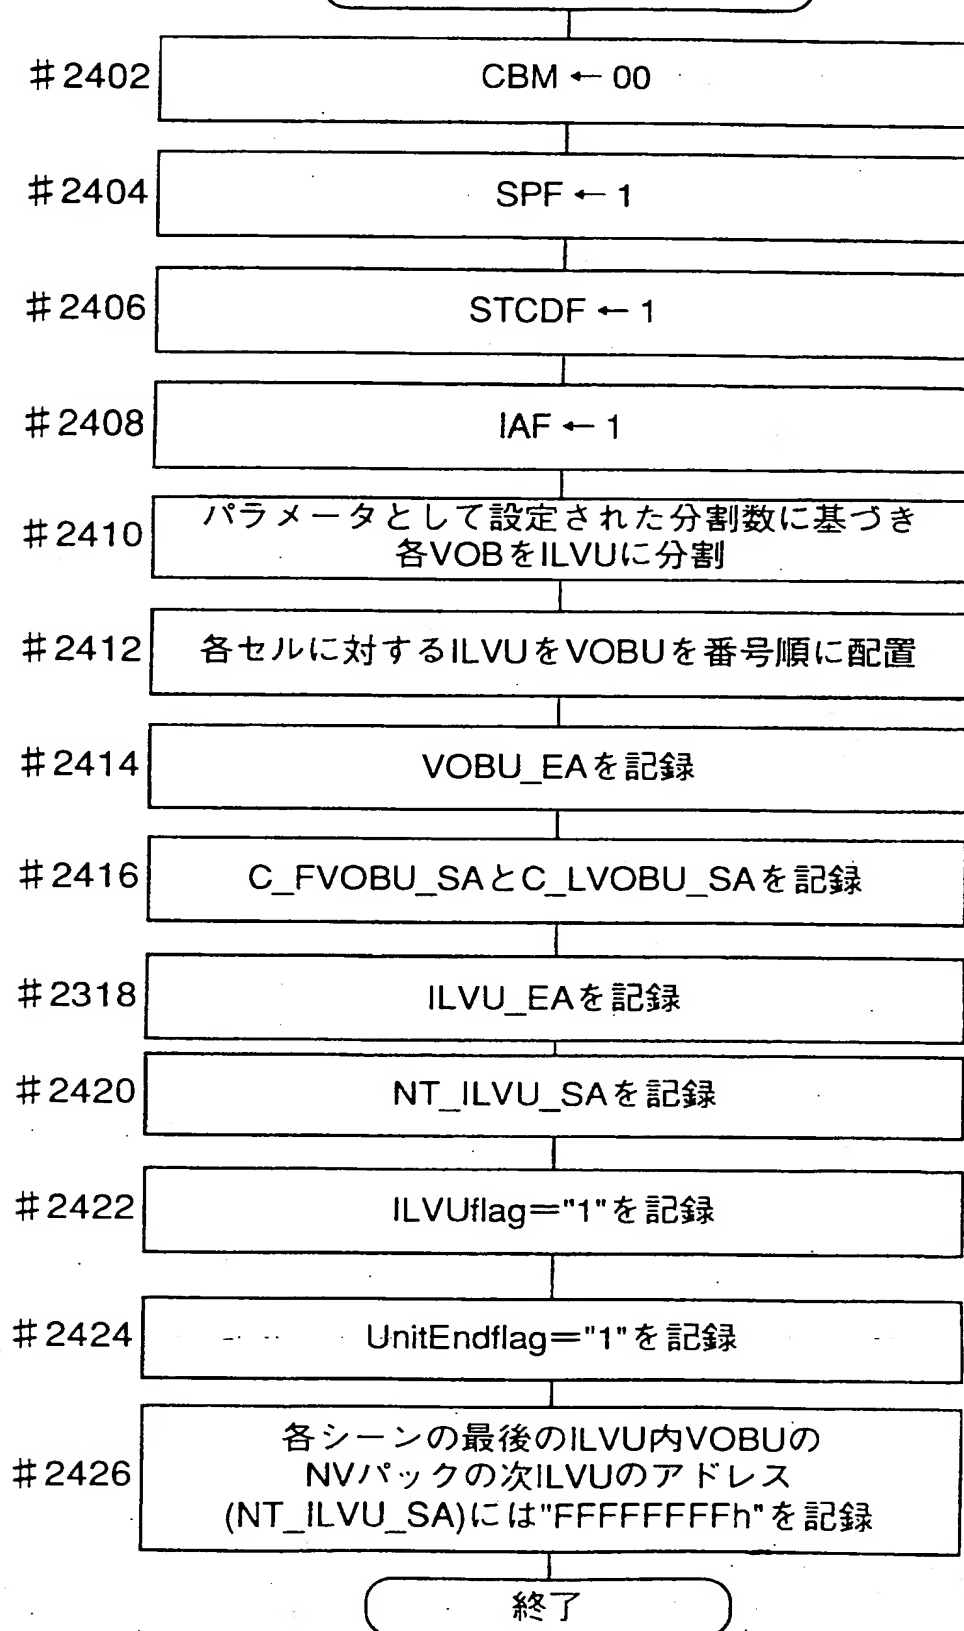 #2402 CBM ← 00
#2404 SPF ← 1
#2406 STCDF ← 1
#2408 IAF ← 1
#2410 パラメータとして設定された分割数に基づき
各VOBをILVUに分割
#2412 各セルに対するILVUをVOBUを番号順に配置
#2414 VOBU_EAを記録
#2416 C_FVOBU_SAとC_LVOBU_SAを記録
#2318 ILVU_EAを記録
#2420 NT_ILVU_SAを記録
#2422 ILVUflag="1"を記録
#2424 UnitEndflag="1"を記録
各シーンの最後のILVU内VOBUの
#2426 NVパックの次ILVUのアドレス
(NT_ILVU_SA)には"FFFFFFFFh"を記録
終了